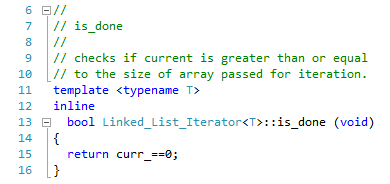 6 //
7 // is_done
8 //
9 // checks if current is greater than or equal
10 // to the size of array passed for iteration.
11 template <typename T>
12 inline
13 bool Linked_List_Iterator<T>::is_done (void)
14 {
15 return curr_==0;
16 }